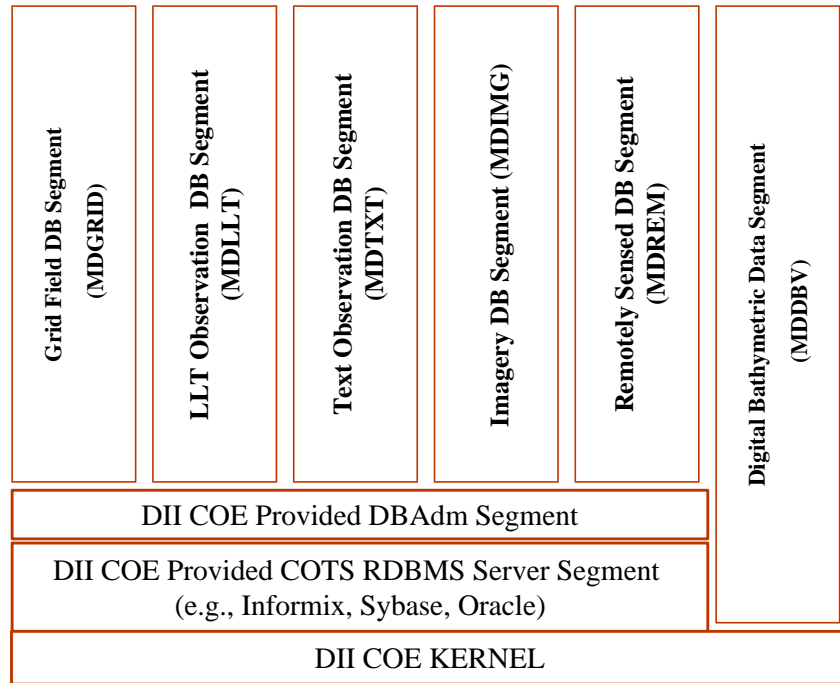 Grid Field DB Segment
(MDGRID)
LLT Observation  DB Segment
(MDLLT)
Text Observation DB Segment
(MDTXT)
Imagery DB Segment (MDIMG)
Remotely Sensed DB Segment
(MDREM)
Digital Bathymetric Data Segment
(MDDBV)
DII COE Provided DBAdm Segment
DII COE Provided COTS RDBMS Server Segment
(e.g., Informix, Sybase, Oracle)
DII COE KERNEL